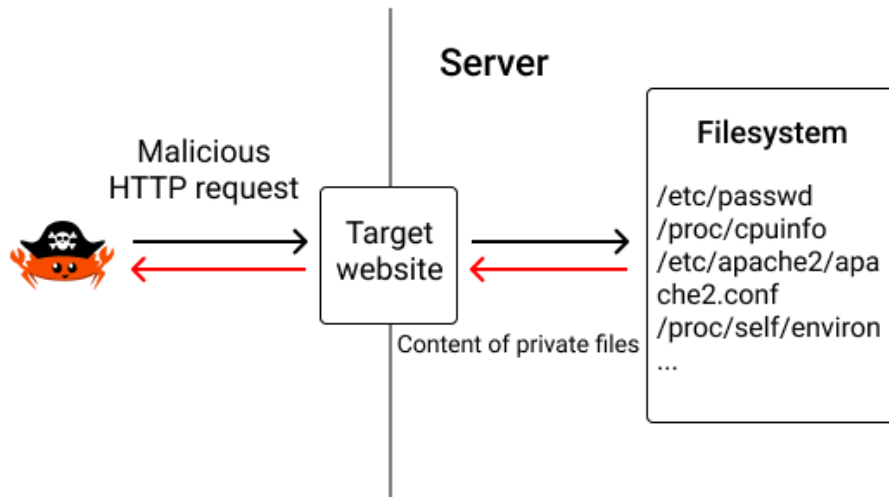 Server
Malicious
HTTP request
Target
website
Content of private files
Filesystem
/etc/passwd
/proc/cpuinfo
/etc/apache2/apa
che2.conf
/proc/self/environ
...